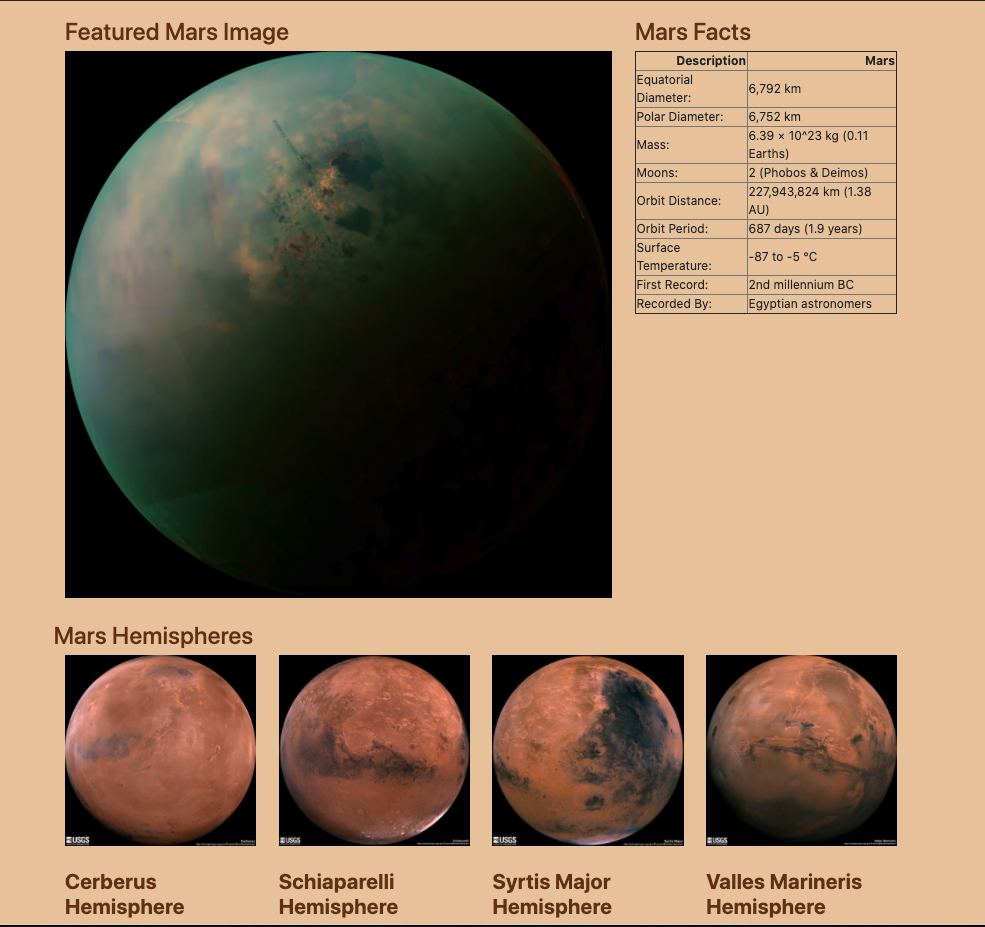 Featured Mars Image
Mars Facts
Description Mars
Equatorial
Diameter:
6,792 km
Polar Diameter: 6,752 km
Mass:
6.39 × 10^23 kg (0.11
Earths)
Moons: 2 (Phobos & Deimos)
Orbit Distance:
227,943,824 km (1.38
AU)
Orbit Period: 687 days (1.9 years)
Surface
Temperature:
-87 to -5 °C
First Record: 2nd millennium BC
Recorded By: Egyptian astronomers
Mars Hemispheres
USGS
USGS
USGS
USGS
Cerberus
Hemisphere
Schiaparelli
Hemisphere
Syrtis Major
Hemisphere
Valles Marineris
Hemisphere